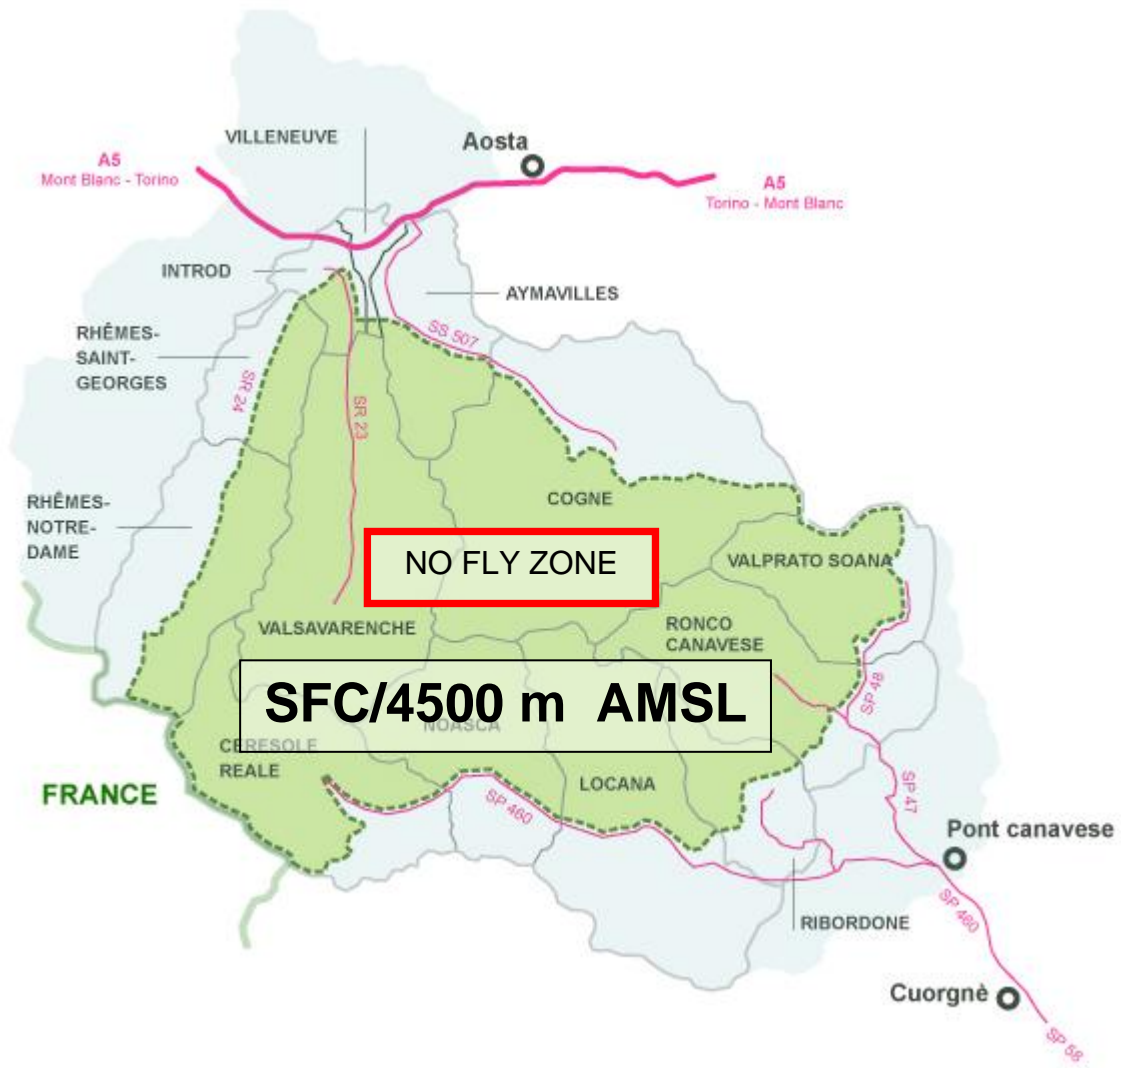 VILLENEUVE
Aosta
A5
Mont Blanc - Torino
A5
Torino - Mont Blanc
INTROD
AYMAVILLES
SS 507
RHÊMES-
SAINT-
GEORGES
SR 24
SR 23
RHÊMES-
NOTRE-
DAME
COGNE
NO FLY ZONE
VALPRATO SOANA
VALSAVARENCHE
RONCO
CANAVESE
SFC/4500 m AMSL
NOASCA
SP 48
CERESOLE
REALE
LOCANA
FRANCE
SP 460
SP 47
Pont canavese
SP 460
RIBORDONE
Cuorgnè
SP 58